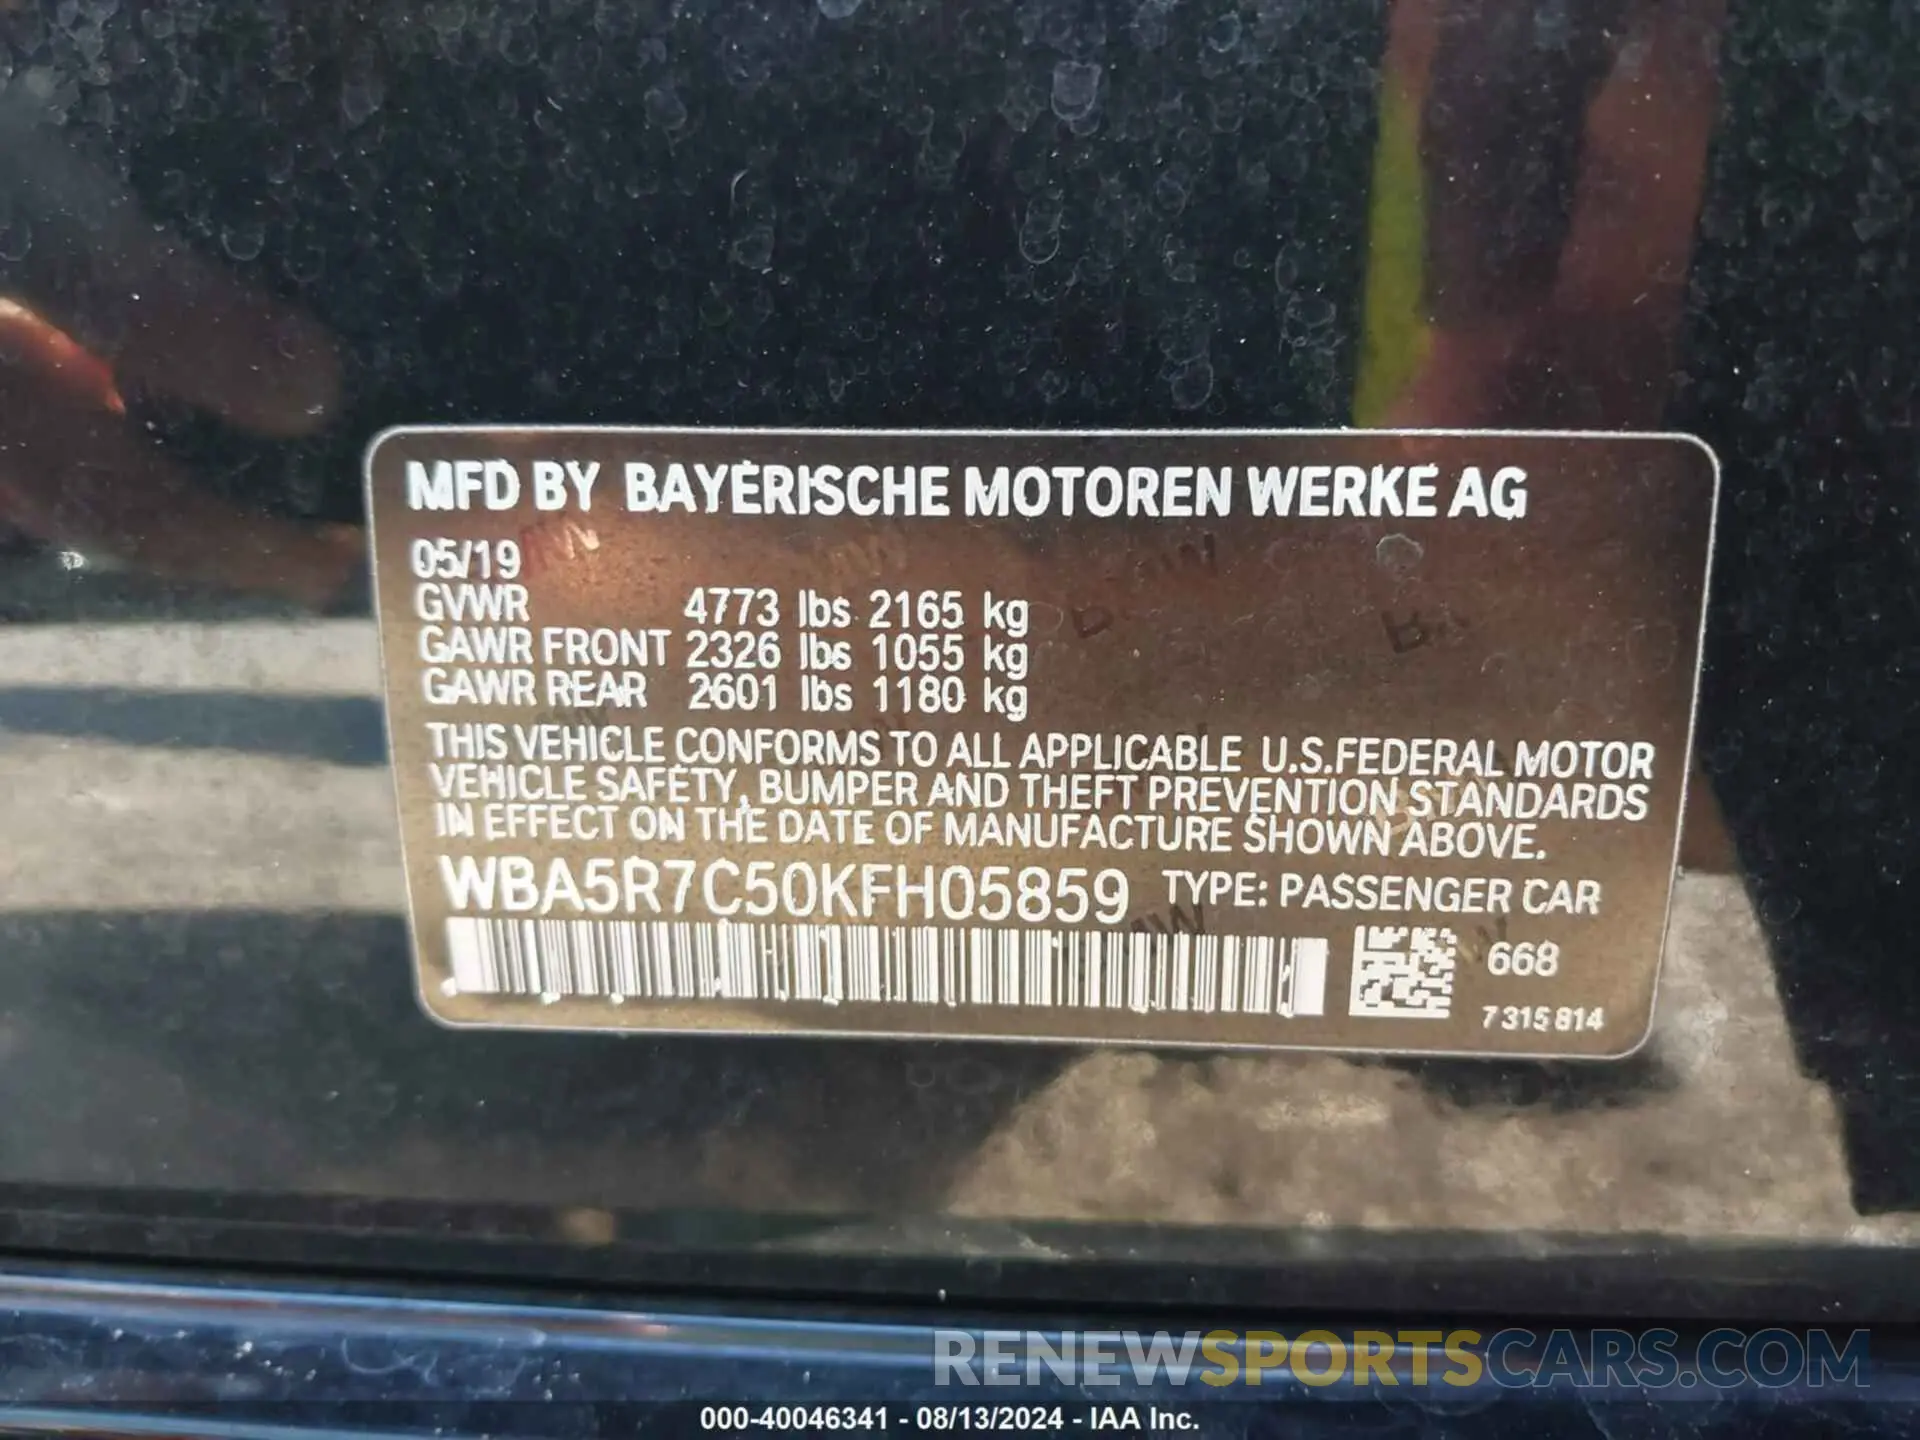 MFD BY BAYERISCHE MOTOREN WERKE AG
05/19
GVWR 4773 lbs 2165 kg
GAWR FRONT 2326 lbs 1055 kg
GAWR REAR 2601 lbs 1180 kg
THIS VEHICLE CONFORMS TO ALL APPLICABLE U.S.FEDERAL MOTOR
VEHICLE SAFETY, BUMPER AND THEFT PREVENTION STANDARDS
IN EFFECT ON THE DATE OF MANUFACTURE SHOWN ABOVE.
WBA5R7C50KFH05859 TYPE: PASSENGER CAR
668
7315814
RENEWSPORTSCARS.COM
000-40046341 - 08/13/2024 - IAA Inc.